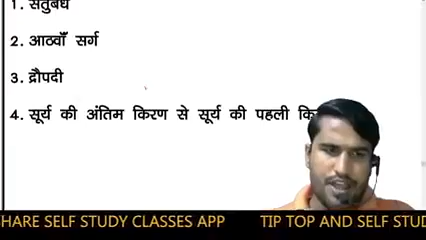 1. सेतुबंध
2. आठवाँ सर्ग
3. द्रौपदी
4. सूर्य की अंतिम किरण से सूर्य की पहली
HARE SELF STUDY CLASSES APP TIP TOP AND SELF STUD